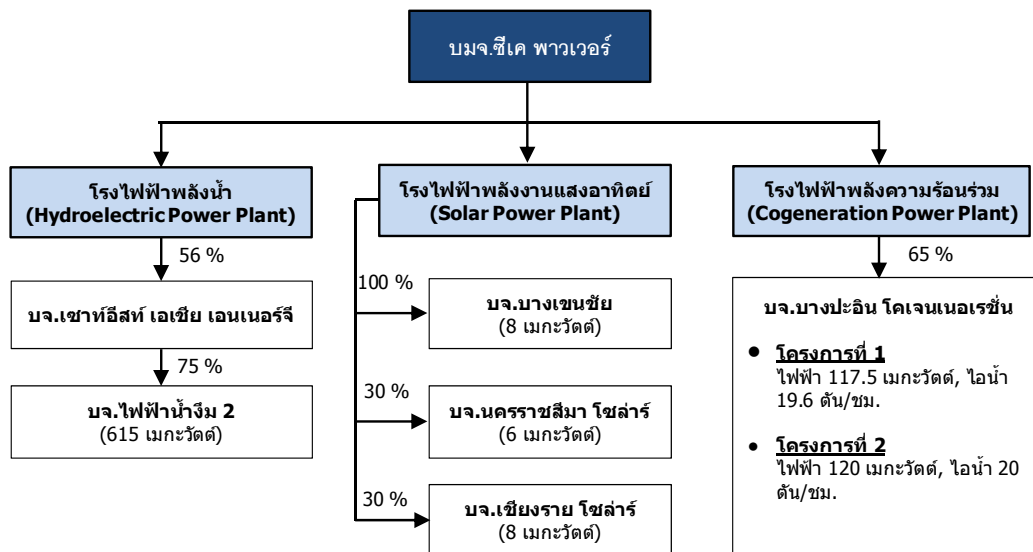 บมจ.ซีเค พาวเวอร์
โรงไฟฟ้าพลังน้ำ
(Hydroelectric Power Plant)
56 %
บจ.เซาท์อีสท์ เอเชีย เอนเนอร์จี
75 %
บจ.ไฟฟ้าน้ำงึม 2
(615 เมกะวัตต์)
โรงไฟฟ้าพลังงานแสงอาทิตย์
(Solar Power Plant)
100 %
บจ.บางเขนชัย
(8 เมกะวัตต์)
30 %
บจ.นครราชสีมา โซล่าร์
(6 เมกะวัตต์)
30 %
บจ.เชียงราย โซล่าร์
(8 เมกะวัตต์)
โรงไฟฟ้าพลังความร้อนร่วม
(Cogeneration Power Plant)
65 %
บจ.บางปะอิน โคเจนเนอเรชั่น
• โครงการที่ 1
ไฟฟ้า 117.5 เมกะวัตต์, ไอน้ำ
19.6 ตัน/ชม.
• โครงการที่ 2
ไฟฟ้า 120 เมกะวัตต์, ไอน้ำ 20
ตัน/ชม.